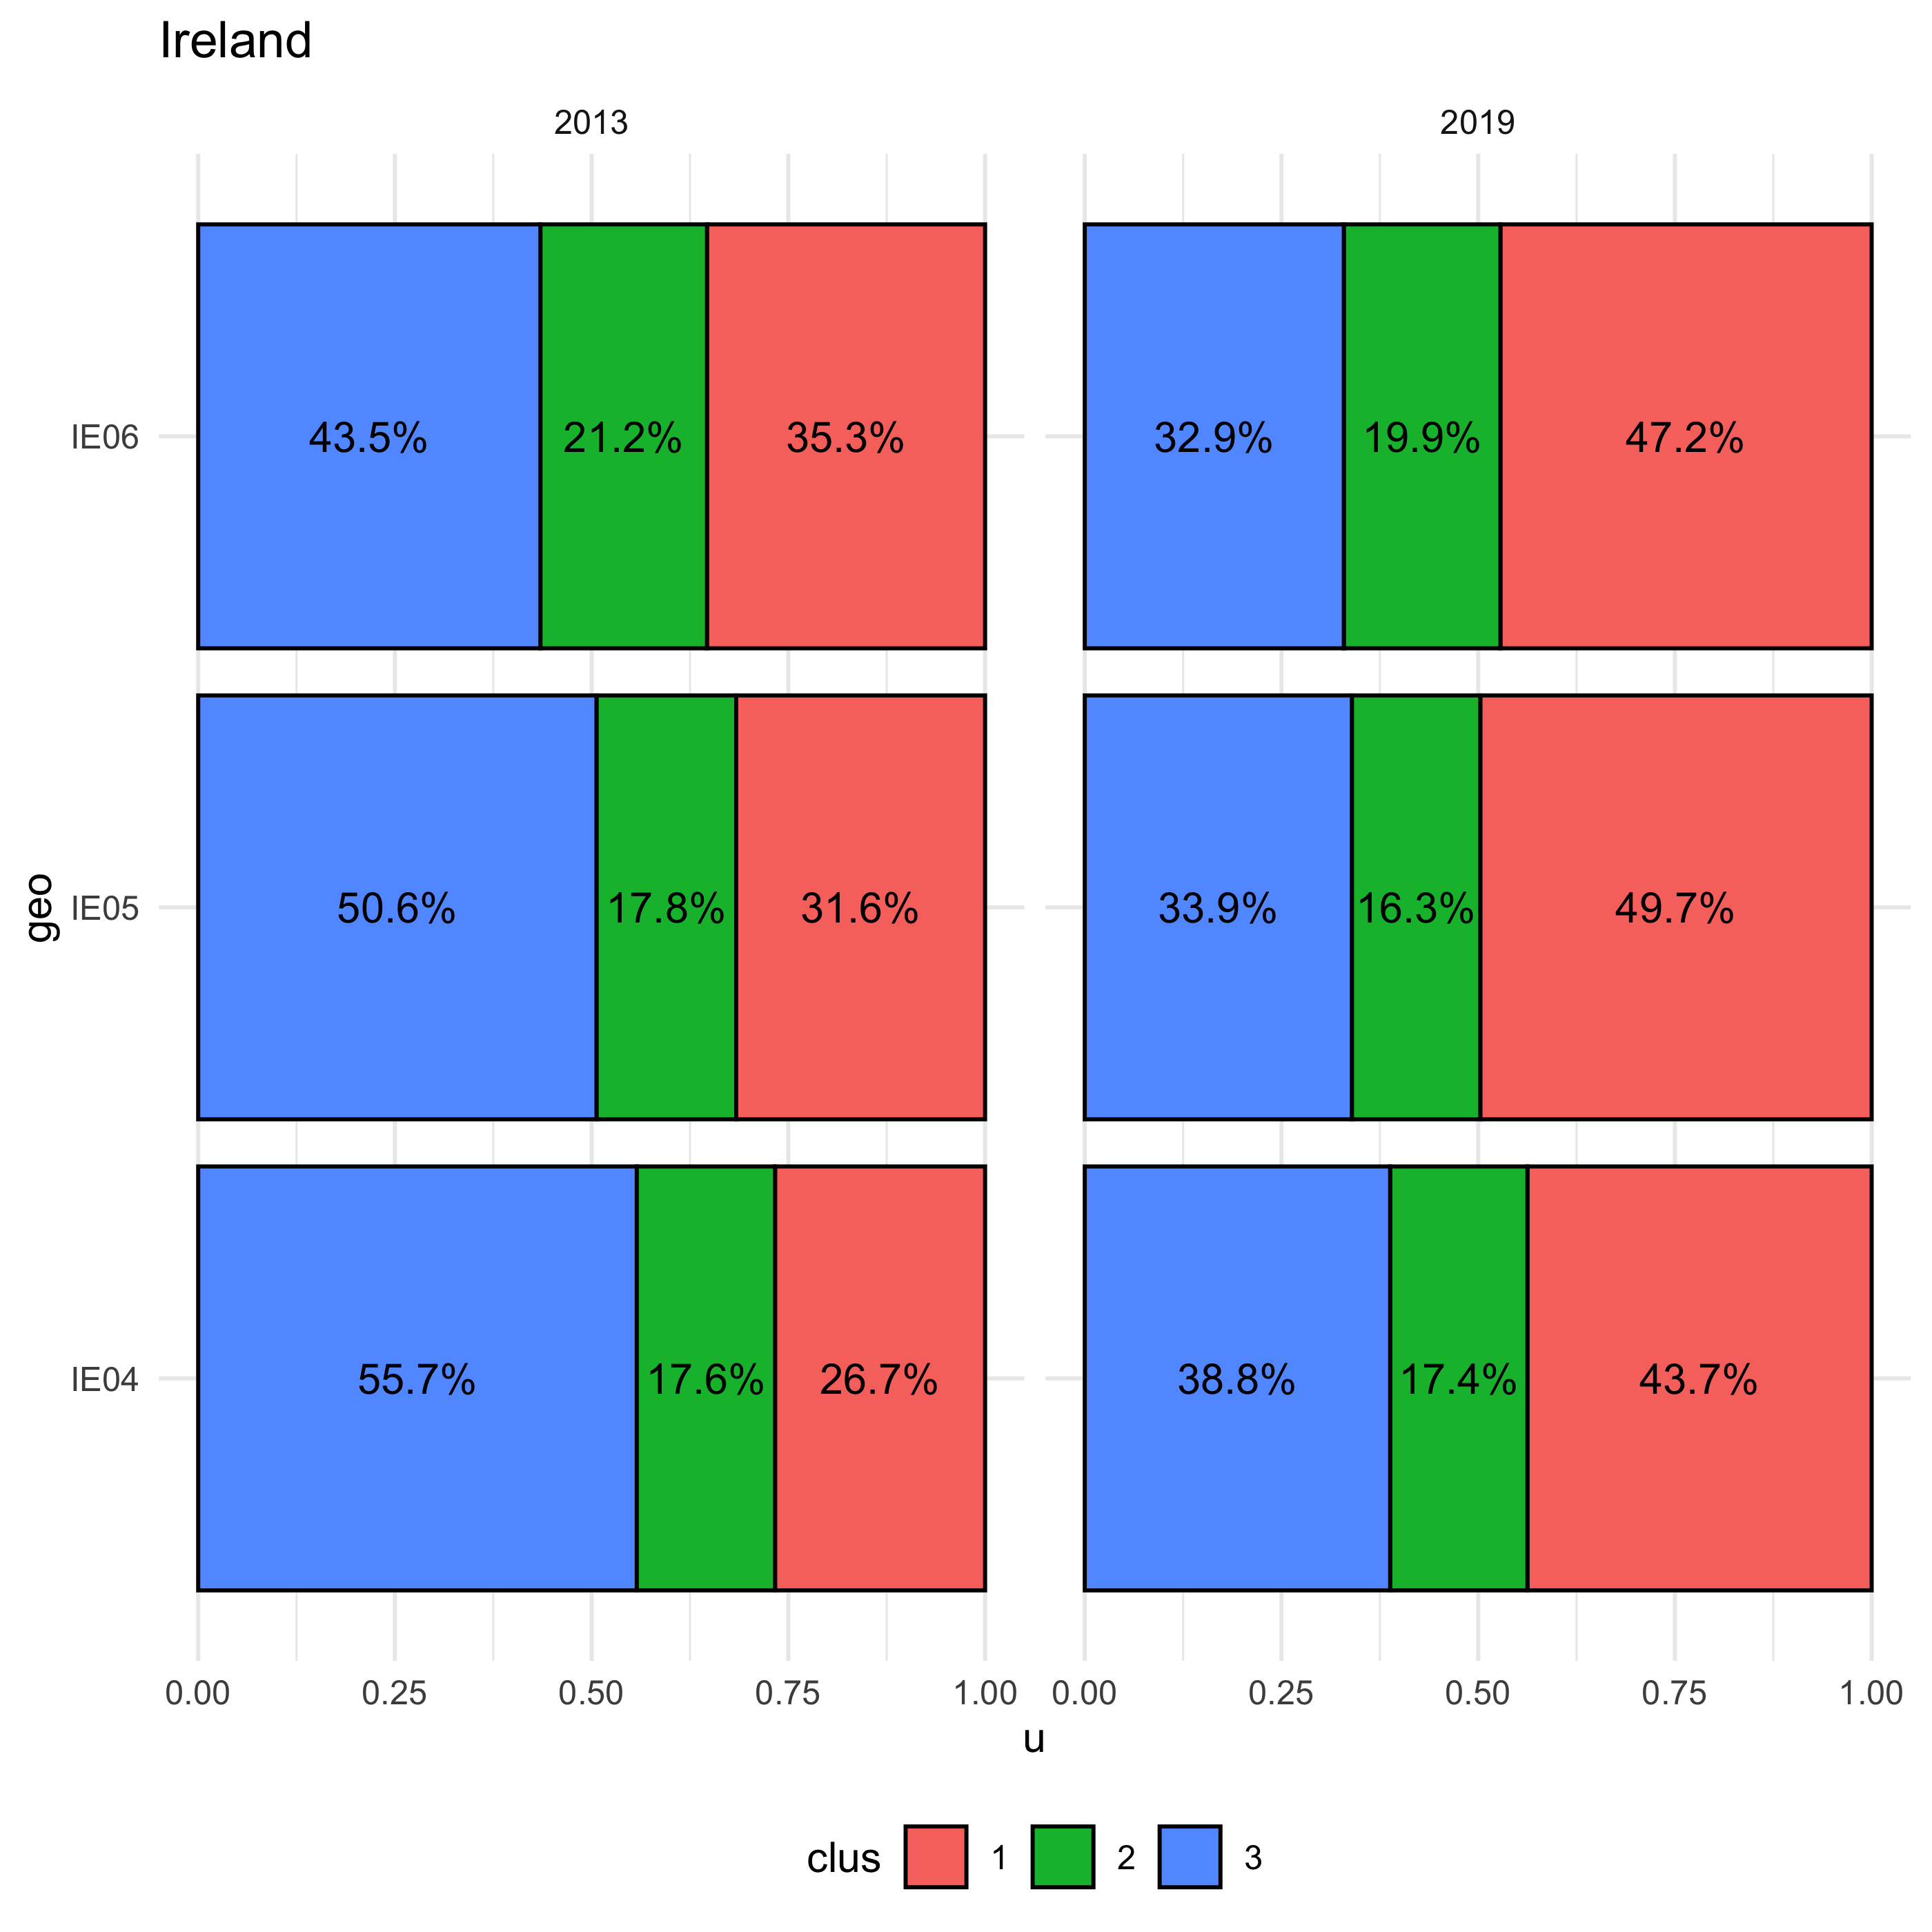 Ireland
2013 2019
IE06 43.5% 21.2% 35.3% 32.9% 19.9% 47.2%
geo
IE05 50.6% 17.8% 31.6% 33.9% 16.3% 49.7%
IE04 55.7% 17.6% 26.7% 38.8% 17.4% 43.7%
0.00 0.25 0.50 0.75 1.00 0.00 0.25 0.50 0.75 1.00
u
clus 1 2 3